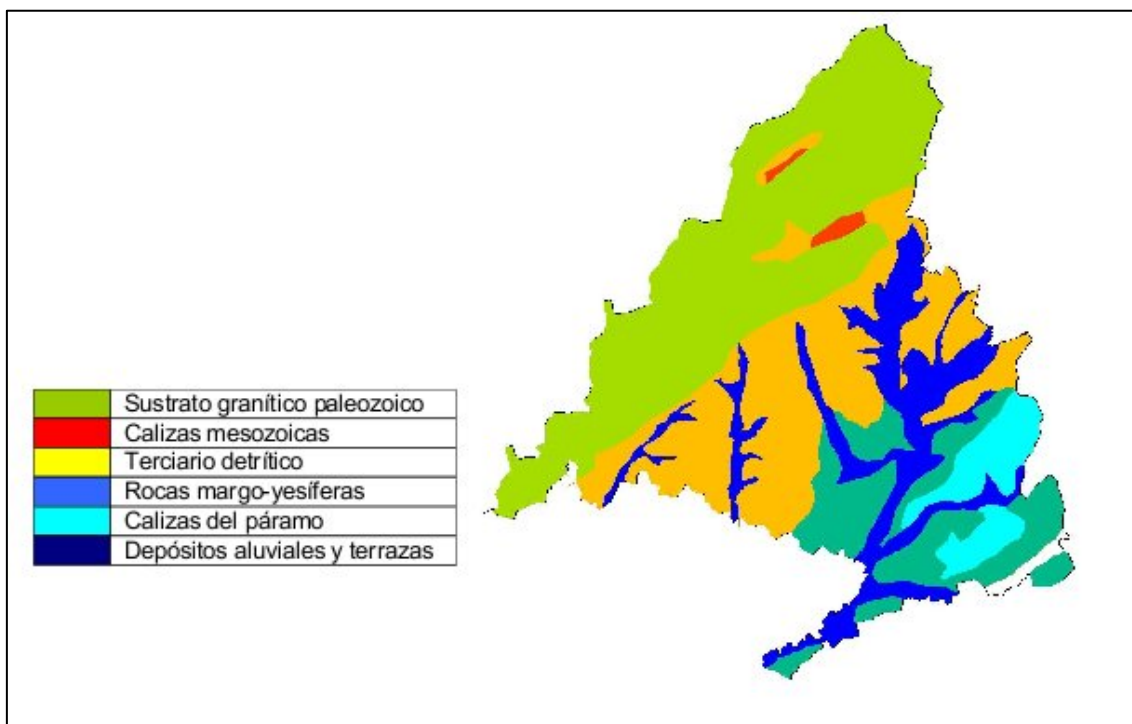 Sustrato granítico paleozoico
Calizas mesozoicas
Terciario detrítico
Rocas margo-yesíferas
Calizas del páramo
Depósitos aluviales y terrazas